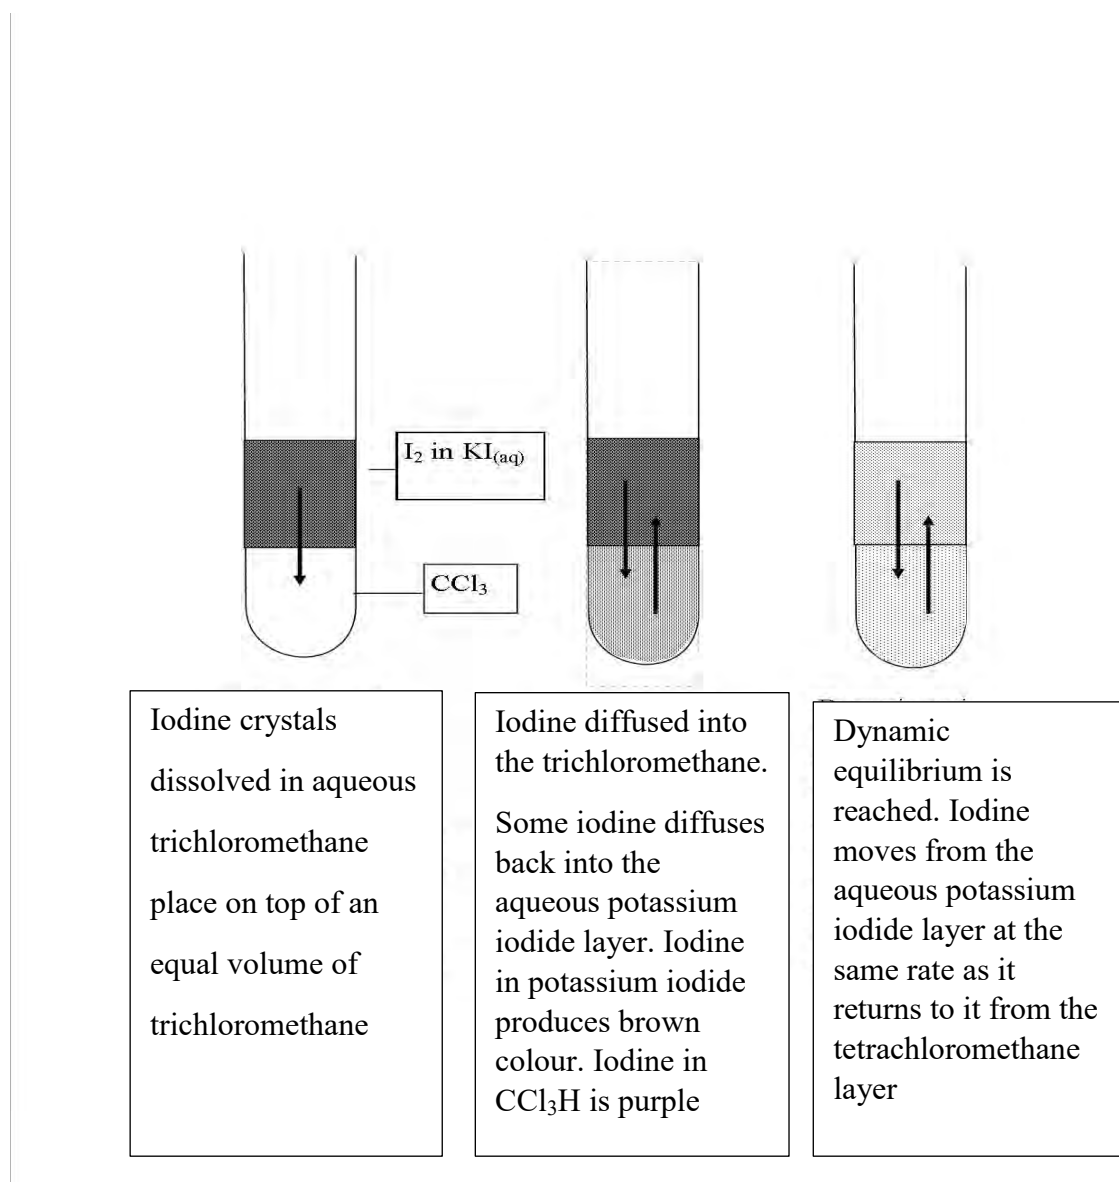 I₂ in KI(aq)
CCl₃
Iodine crystals
dissolved in aqueous
trichloromethane
place on top of an
equal volume of
trichloromethane
Iodine diffused into
the trichloromethane.
Some iodine diffuses
back into the
aqueous potassium
iodide layer. Iodine
in potassium iodide
produces brown
colour. Iodine in
CCl₃H is purple
Dynamic
equilibrium is
reached. Iodine
moves from the
aqueous potassium
iodide layer at the
same rate as it
returns to it from the
tetrachloromethane
layer